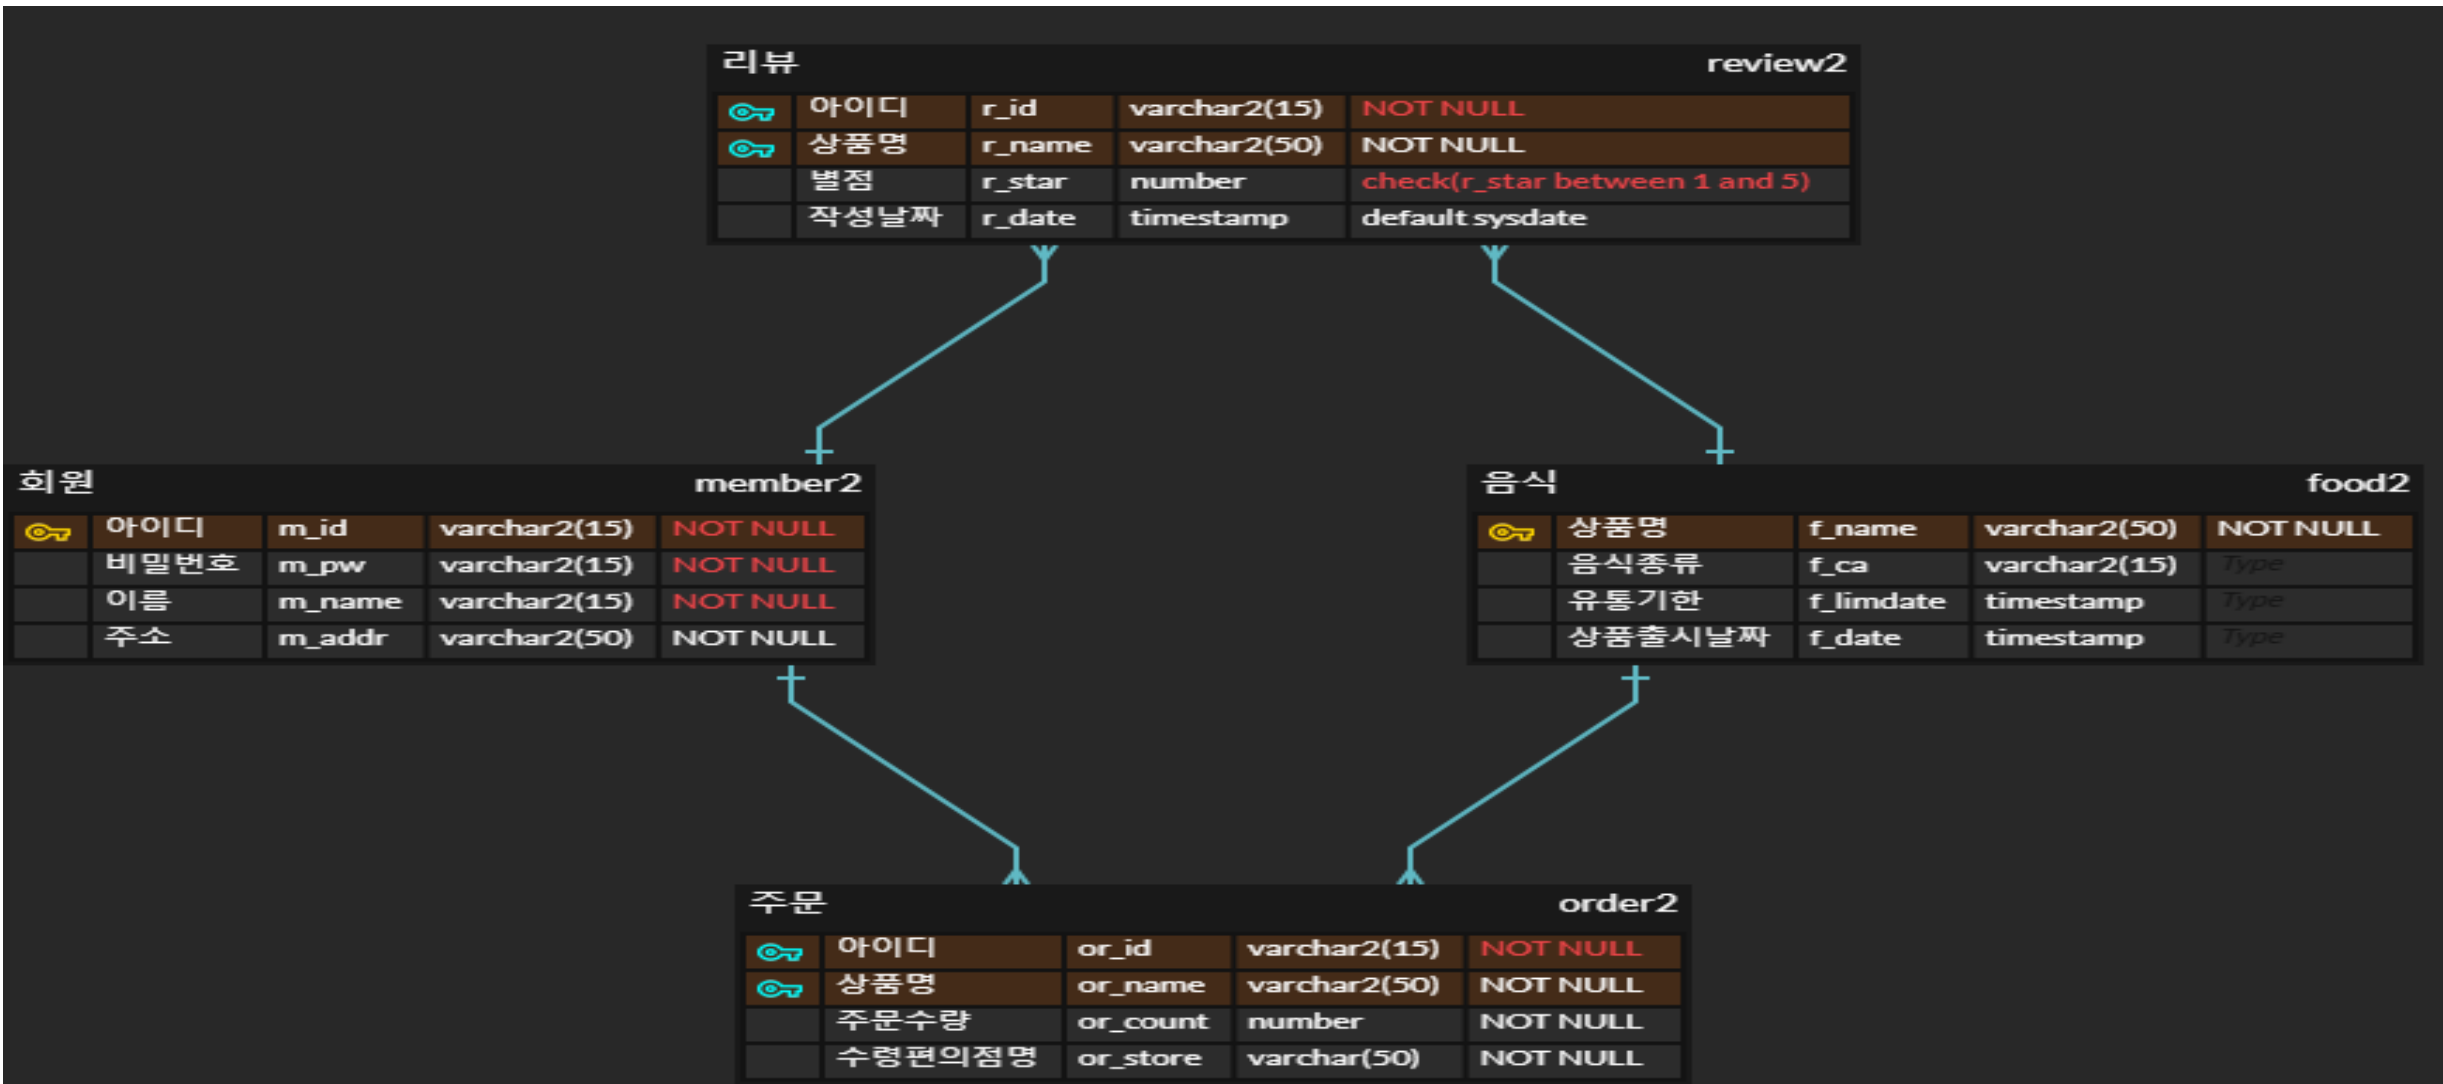 리뷰 review2
아이디 r_id varchar2(15) NOT NULL
상품명 r_name varchar2(50) NOT NULL
별점 r_star number check(r_star between 1 and 5)
작성날짜 r_date timestamp default sysdate
회원 member2
아이디 m_id varchar2(15) NOT NULL
비밀번호 m_pw varchar2(15) NOT NULL
이름 m_name varchar2(15) NOT NULL
주소 m_addr varchar2(50) NOT NULL
음식 food2
상품명 f_name varchar2(50) NOT NULL
음식종류 f_ca varchar2(15) Type
유통기한 f_limdate timestamp Type
상품출시날짜 f_date timestamp Type
주문 order2
아이디 or_id varchar2(15) NOT NULL
상품명 or_name varchar2(50) NOT NULL
주문수량 or_count number NOT NULL
수령편의점명 or_store varchar(50) NOT NULL